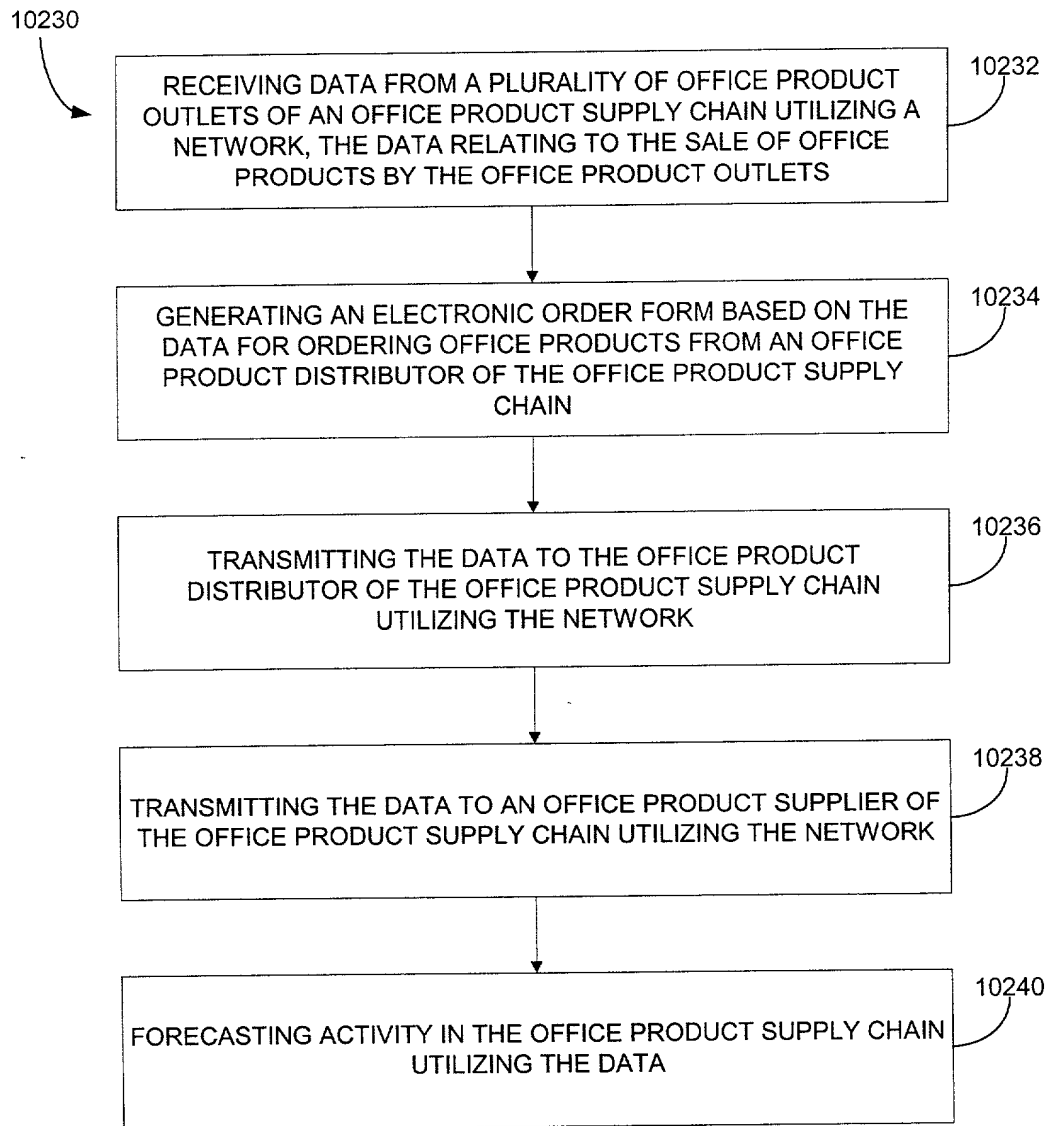 10230
RECEIVING DATA FROM A PLURALITY OF OFFICE PRODUCT
OUTLETS OF AN OFFICE PRODUCT SUPPLY CHAIN UTILIZING A
NETWORK, THE DATA RELATING TO THE SALE OF OFFICE
PRODUCTS BY THE OFFICE PRODUCT OUTLETS
10232
GENERATING AN ELECTRONIC ORDER FORM BASED ON THE
DATA FOR ORDERING OFFICE PRODUCTS FROM AN OFFICE
PRODUCT DISTRIBUTOR OF THE OFFICE PRODUCT SUPPLY
CHAIN
10234
TRANSMITTING THE DATA TO THE OFFICE PRODUCT
DISTRIBUTOR OF THE OFFICE PRODUCT SUPPLY CHAIN
UTILIZING THE NETWORK
10236
TRANSMITTING THE DATA TO AN OFFICE PRODUCT SUPPLIER OF
THE OFFICE PRODUCT SUPPLY CHAIN UTILIZING THE NETWORK
10238
FORECASTING ACTIVITY IN THE OFFICE PRODUCT SUPPLY CHAIN
UTILIZING THE DATA
10240